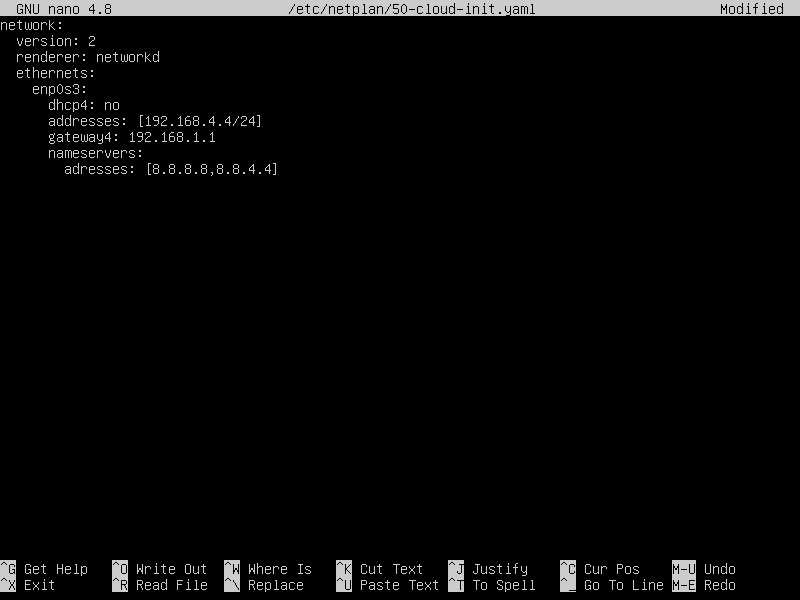 GNU nano 4.8 /etc/netplan/50-cloud-init.yaml Modified
network:
  version: 2
  renderer: networkd
  ethernets:
    enp0s3:
      dhcp4: no
      addresses: [192.168.4.4/24]
      gateway4: 192.168.1.1
      nameservers:
        adresses: [8.8.8.8,8.8.4.4]
^G Get Help ^O Write Out ^W Where Is ^K Cut Text ^J Justify ^C Cur Pos M-U Undo
^X Exit ^R Read File ^\ Replace ^U Paste Text ^T To Spell ^_ Go To Line M-E Redo